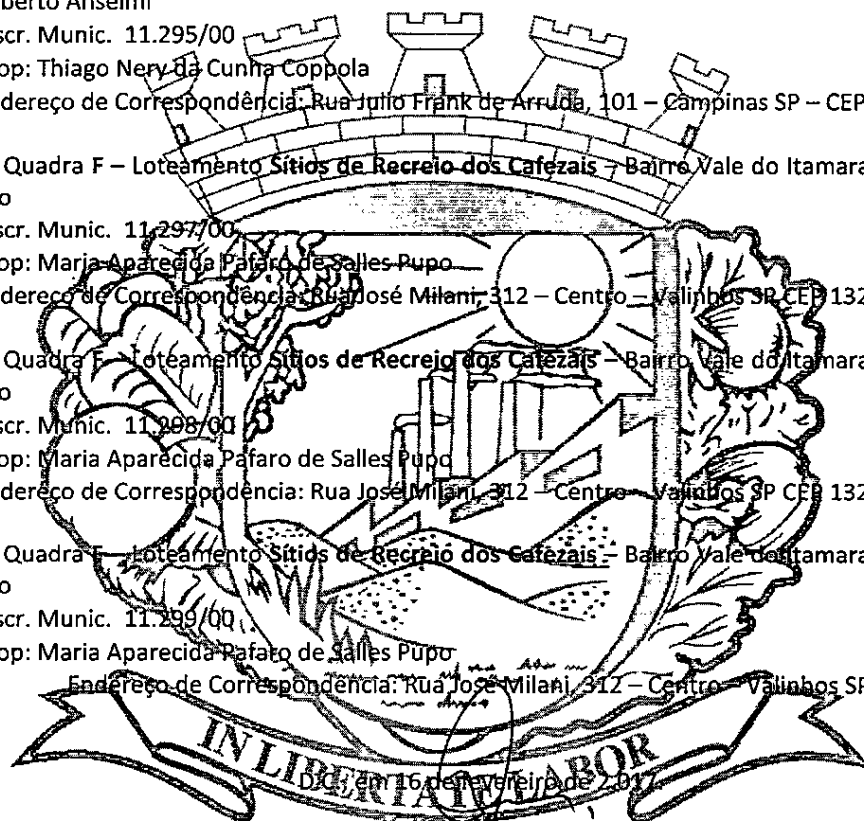 berto Anselmi
scr. Munic. 11.295/00
op: Thiago Nery da Cunha Coppola
dereço de Correspondência: Rua Julio Frank de Arruda, 101 – Campinas SP – CEP
Quadra F – Loteamento Sítios de Recreio dos Cafezais – Bairro Vale do Itamara
o
scr. Munic. 11.297/00
op: Maria Aparecida Pafaro de Salles Pupo
dereço de Correspondência: Rua José Milani, 312 – Centro – Valinhos SP CEP 132
Quadra F – Loteamento Sítios de Recreio dos Cafezais – Bairro Vale do Itamara
o
scr. Munic. 11.298/00
op: Maria Aparecida Pafaro de Salles Pupo
dereço de Correspondência: Rua José Milani, 312 – Centro – Valinhos SP CEP 132
Quadra F – Loteamento Sítios de Recreio dos Cafezais – Bairro Vale do Itamara
o
scr. Munic. 11.299/00
op: Maria Aparecida Pafaro de Salles Pupo
Endereço de Correspondência: Rua José Milani, 312 – Centro – Valinhos SP
IN LIBERTATE LABOR
em 16 de fevereiro de 2.017.